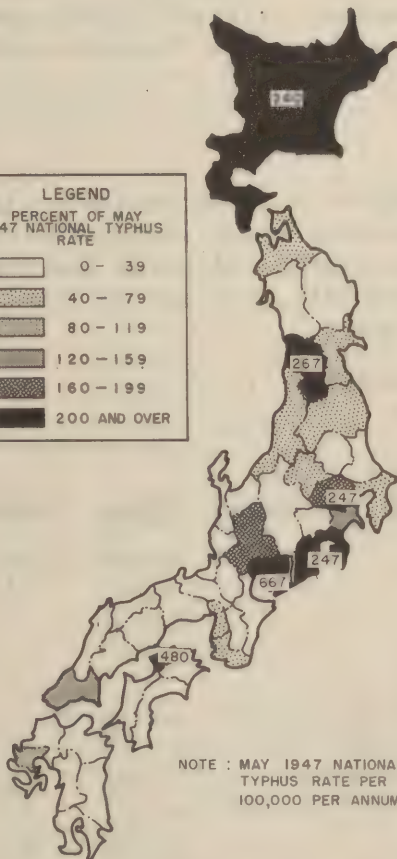 LEGEND
PERCENT OF MAY
47 NATIONAL TYPHUS
RATE
0 - 39
40 - 79
80 - 119
120 - 159
160 - 199
200 AND OVER
267
247
247
667
480
NOTE : MAY 1947 NATIONA
TYPHUS RATE PER
100,000 PER ANNUM